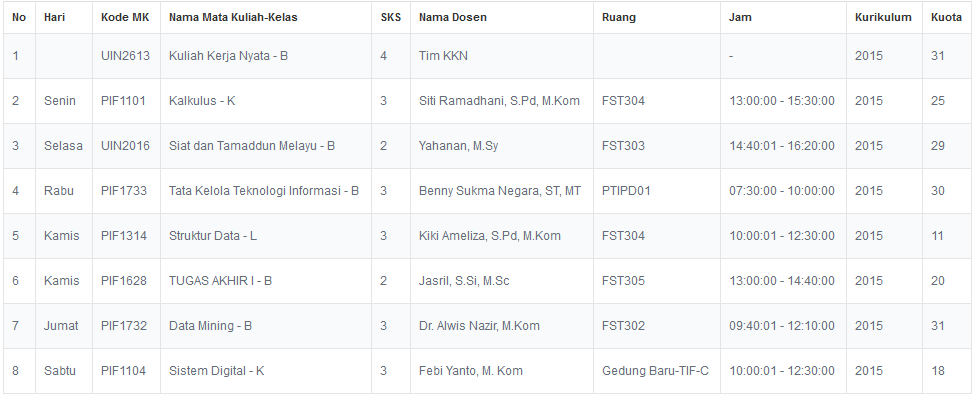 No Hari Kode MK Nama Mata Kuliah-Kelas SKS Nama Dosen Ruang Jam Kurikulum Kuota
1 UIN2613 Kuliah Kerja Nyata - B 4 Tim KKN - 2015 31
2 Senin PIF1101 Kalkulus - K 3 Siti Ramadhani, S.Pd, M.Kom FST304 13:00:00 - 15:30:00 2015 25
3 Selasa UIN2016 Siat dan Tamaddun Melayu - B 2 Yahanan, M.Sy FST303 14:40:01 - 16:20:00 2015 29
4 Rabu PIF1733 Tata Kelola Teknologi Informasi - B 3 Benny Sukma Negara, ST, MT PTIPD01 07:30:00 - 10:00:00 2015 30
5 Kamis PIF1314 Struktur Data - L 3 Kiki Ameliza, S.Pd, M.Kom FST304 10:00:01 - 12:30:00 2015 11
6 Kamis PIF1628 TUGAS AKHIR I - B 2 Jasril, S.Si, M.Sc FST305 13:00:00 - 14:40:00 2015 20
7 Jumat PIF1732 Data Mining - B 3 Dr. Alwis Nazir, M.Kom FST302 09:40:01 - 12:10:00 2015 31
8 Sabtu PIF1104 Sistem Digital - K 3 Febi Yanto, M. Kom Gedung Baru-TIF-C 10:00:01 - 12:30:00 2015 18